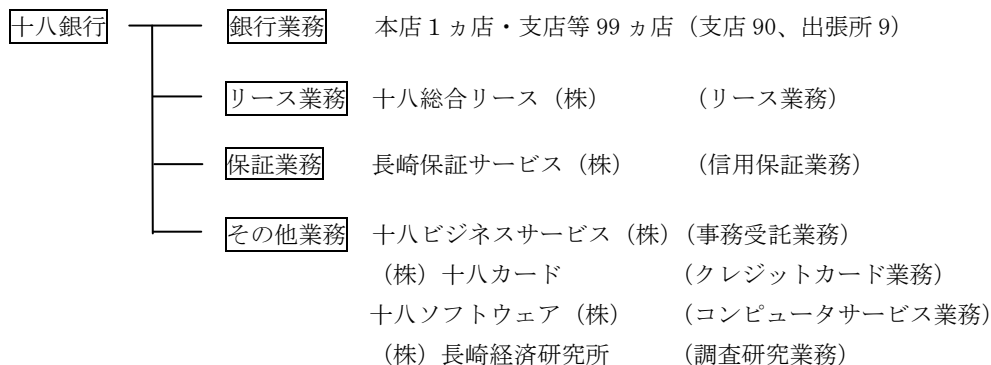 十八銀行 銀行業務 本店1ヵ店・支店等99ヵ店（支店90、出張所9）
リース業務 十八総合リース（株） （リース業務）
保証業務 長崎保証サービス（株） （信用保証業務）
その他業務 十八ビジネスサービス（株）（事務受託業務）
（株）十八カード （クレジットカード業務）
十八ソフトウェア（株） （コンピュータサービス業務）
（株）長崎経済研究所 （調査研究業務）